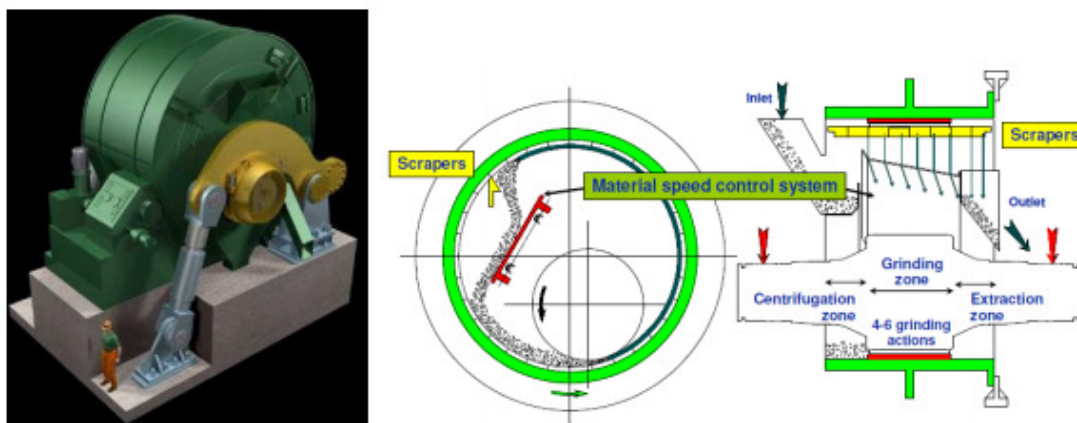 Scrapers
Material speed control system
Inlet
Scrapers
Outlet
Grinding
zone
Centrifugation
zone
Extraction
zone
4-6 grinding
actions